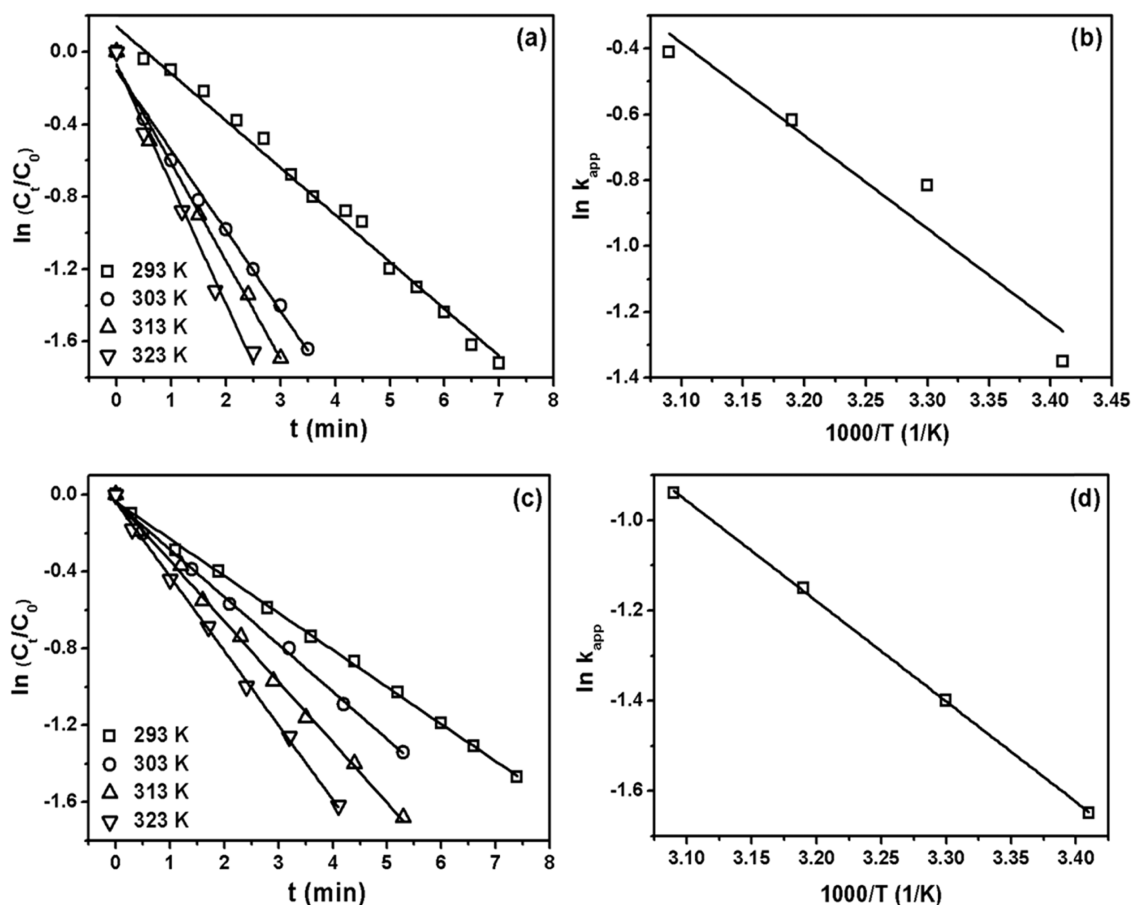 (a)
ln (Ct/C0)
0.0
-0.4
-0.8
-1.2
-1.6
293 K
303 K
313 K
323 K
0 1 2 3 4 5 6 7 8
t (min)
(b)
ln kapp
-0.4
-0.6
-0.8
-1.0
-1.2
-1.4
3.10 3.15 3.20 3.25 3.30 3.35 3.40 3.45
1000/T (1/K)
(c)
ln (Ct/C0)
0.0
-0.4
-0.8
-1.2
-1.6
293 K
303 K
313 K
323 K
0 1 2 3 4 5 6 7 8
t (min)
(d)
ln kapp
-1.0
-1.2
-1.4
-1.6
3.10 3.15 3.20 3.25 3.30 3.35 3.40
1000/T (1/K)